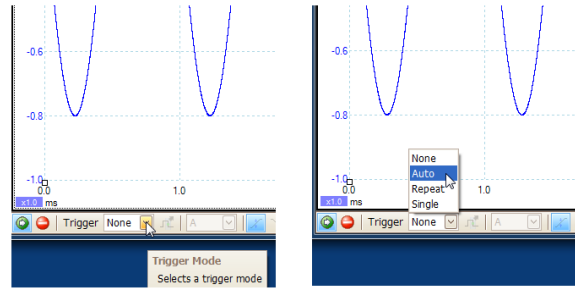 -0.6
-0.8
-1.0
0.0
1.0
x1.0 ms
Trigger None A
Trigger Mode
Selects a trigger mode
-0.6
-0.8
-1.0
0.0
1.0
x1.0 ms
None
Auto
Repeat
Single
Trigger None A